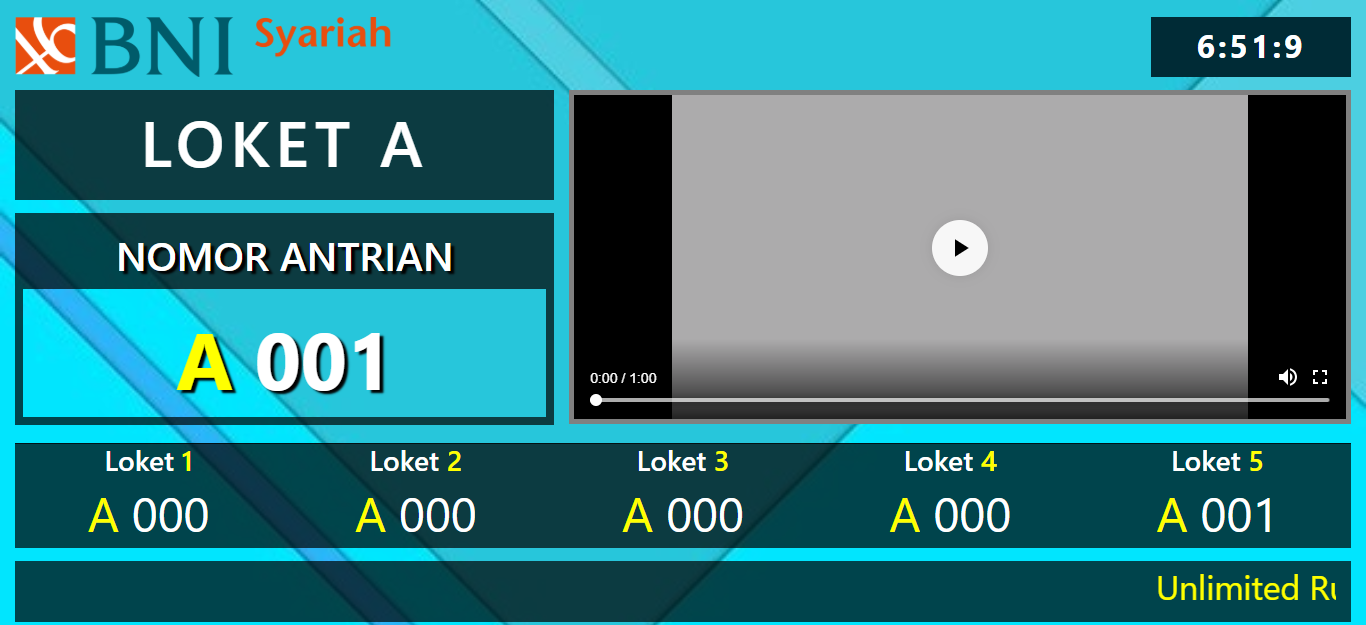 BNI Syariah
6:51:9
LOKET A
NOMOR ANTRIAN
A 001
0:00 / 1:00
Loket 1 Loket 2 Loket 3 Loket 4 Loket 5
A 000 A 000 A 000 A 000 A 001
Unlimited